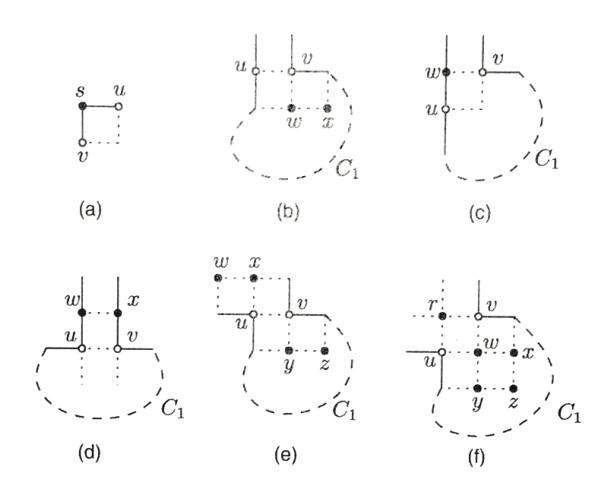 s u
v
(a)
u v
w x
C₁
(b)
w v
u
C₁
(c)
w x
u v
C₁
(d)
w x
u v
y z
C₁
(e)
r v
u w x
y z
C₁
(f)